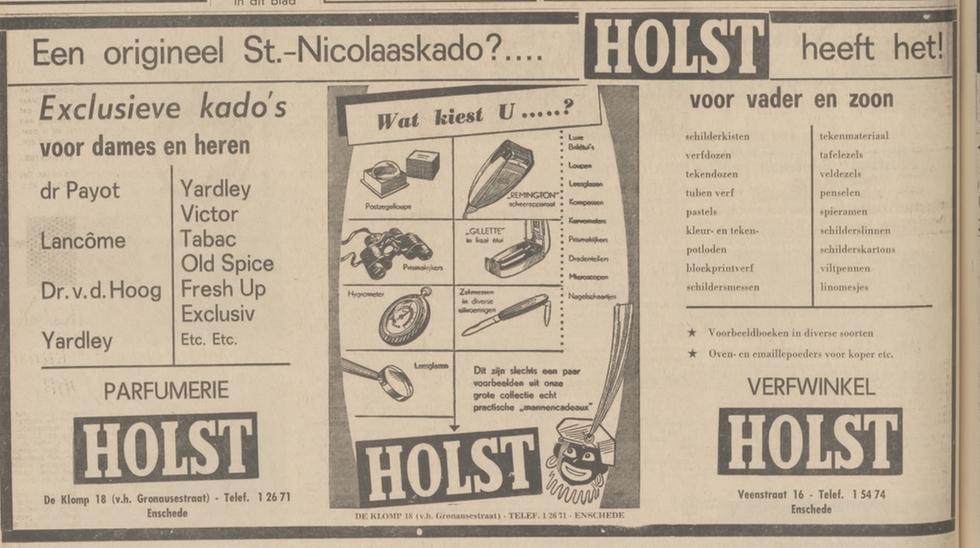 in dit blad
Een origineel St.-Nicolaaskado?.... HOLST heeft het!
Exclusieve kado's
voor dames en heren
dr Payot
Lancôme
Dr. v.d. Hoog
Yardley
Yardley
Victor
Tabac
Old Spice
Fresh Up
Exclusiv
Etc. Etc.
PARFUMERIE
HOLST
De Klomp 18 (v.h. Gronausestraat) - Telef. 1 26 71
Enschede
Wat kiest U .....?
Postzegelloupe
„REMINGTON"
scheerapparaat
Prismakijkers
„GILLETTE"
in fraai étui
Hygrometer
Zakmessen
in diverse
uitvoeringen
Leesglazen
Dit zijn slechts een paar
voorbeelden uit onze
grote collectie echt
practische „mannencadeaux"
Luxe
Loupen
Leesglazen
Kompassen
Prismakijkers
Microscopen
HOLST
DE KLOMP 18 (v.h. Gronausestraat) - TELEF. 1 26 71 - ENSCHEDE
voor vader en zoon
schilderkisten
verfdozen
tekendozen
tuben verf
pastels
kleur- en teken-
potloden
blockprintverf
schildersmessen
tekenmateriaal
tafelezels
veldezels
penselen
spieramen
schilderslinnen
schilderskartons
viltpennen
linomesjes
★ Voorbeeldboeken in diverse soorten
★ Oven- en emaillepoeders voor koper etc.
VERFWINKEL
HOLST
Veenstraat 16 - Telef. 1 54 74
Enschede